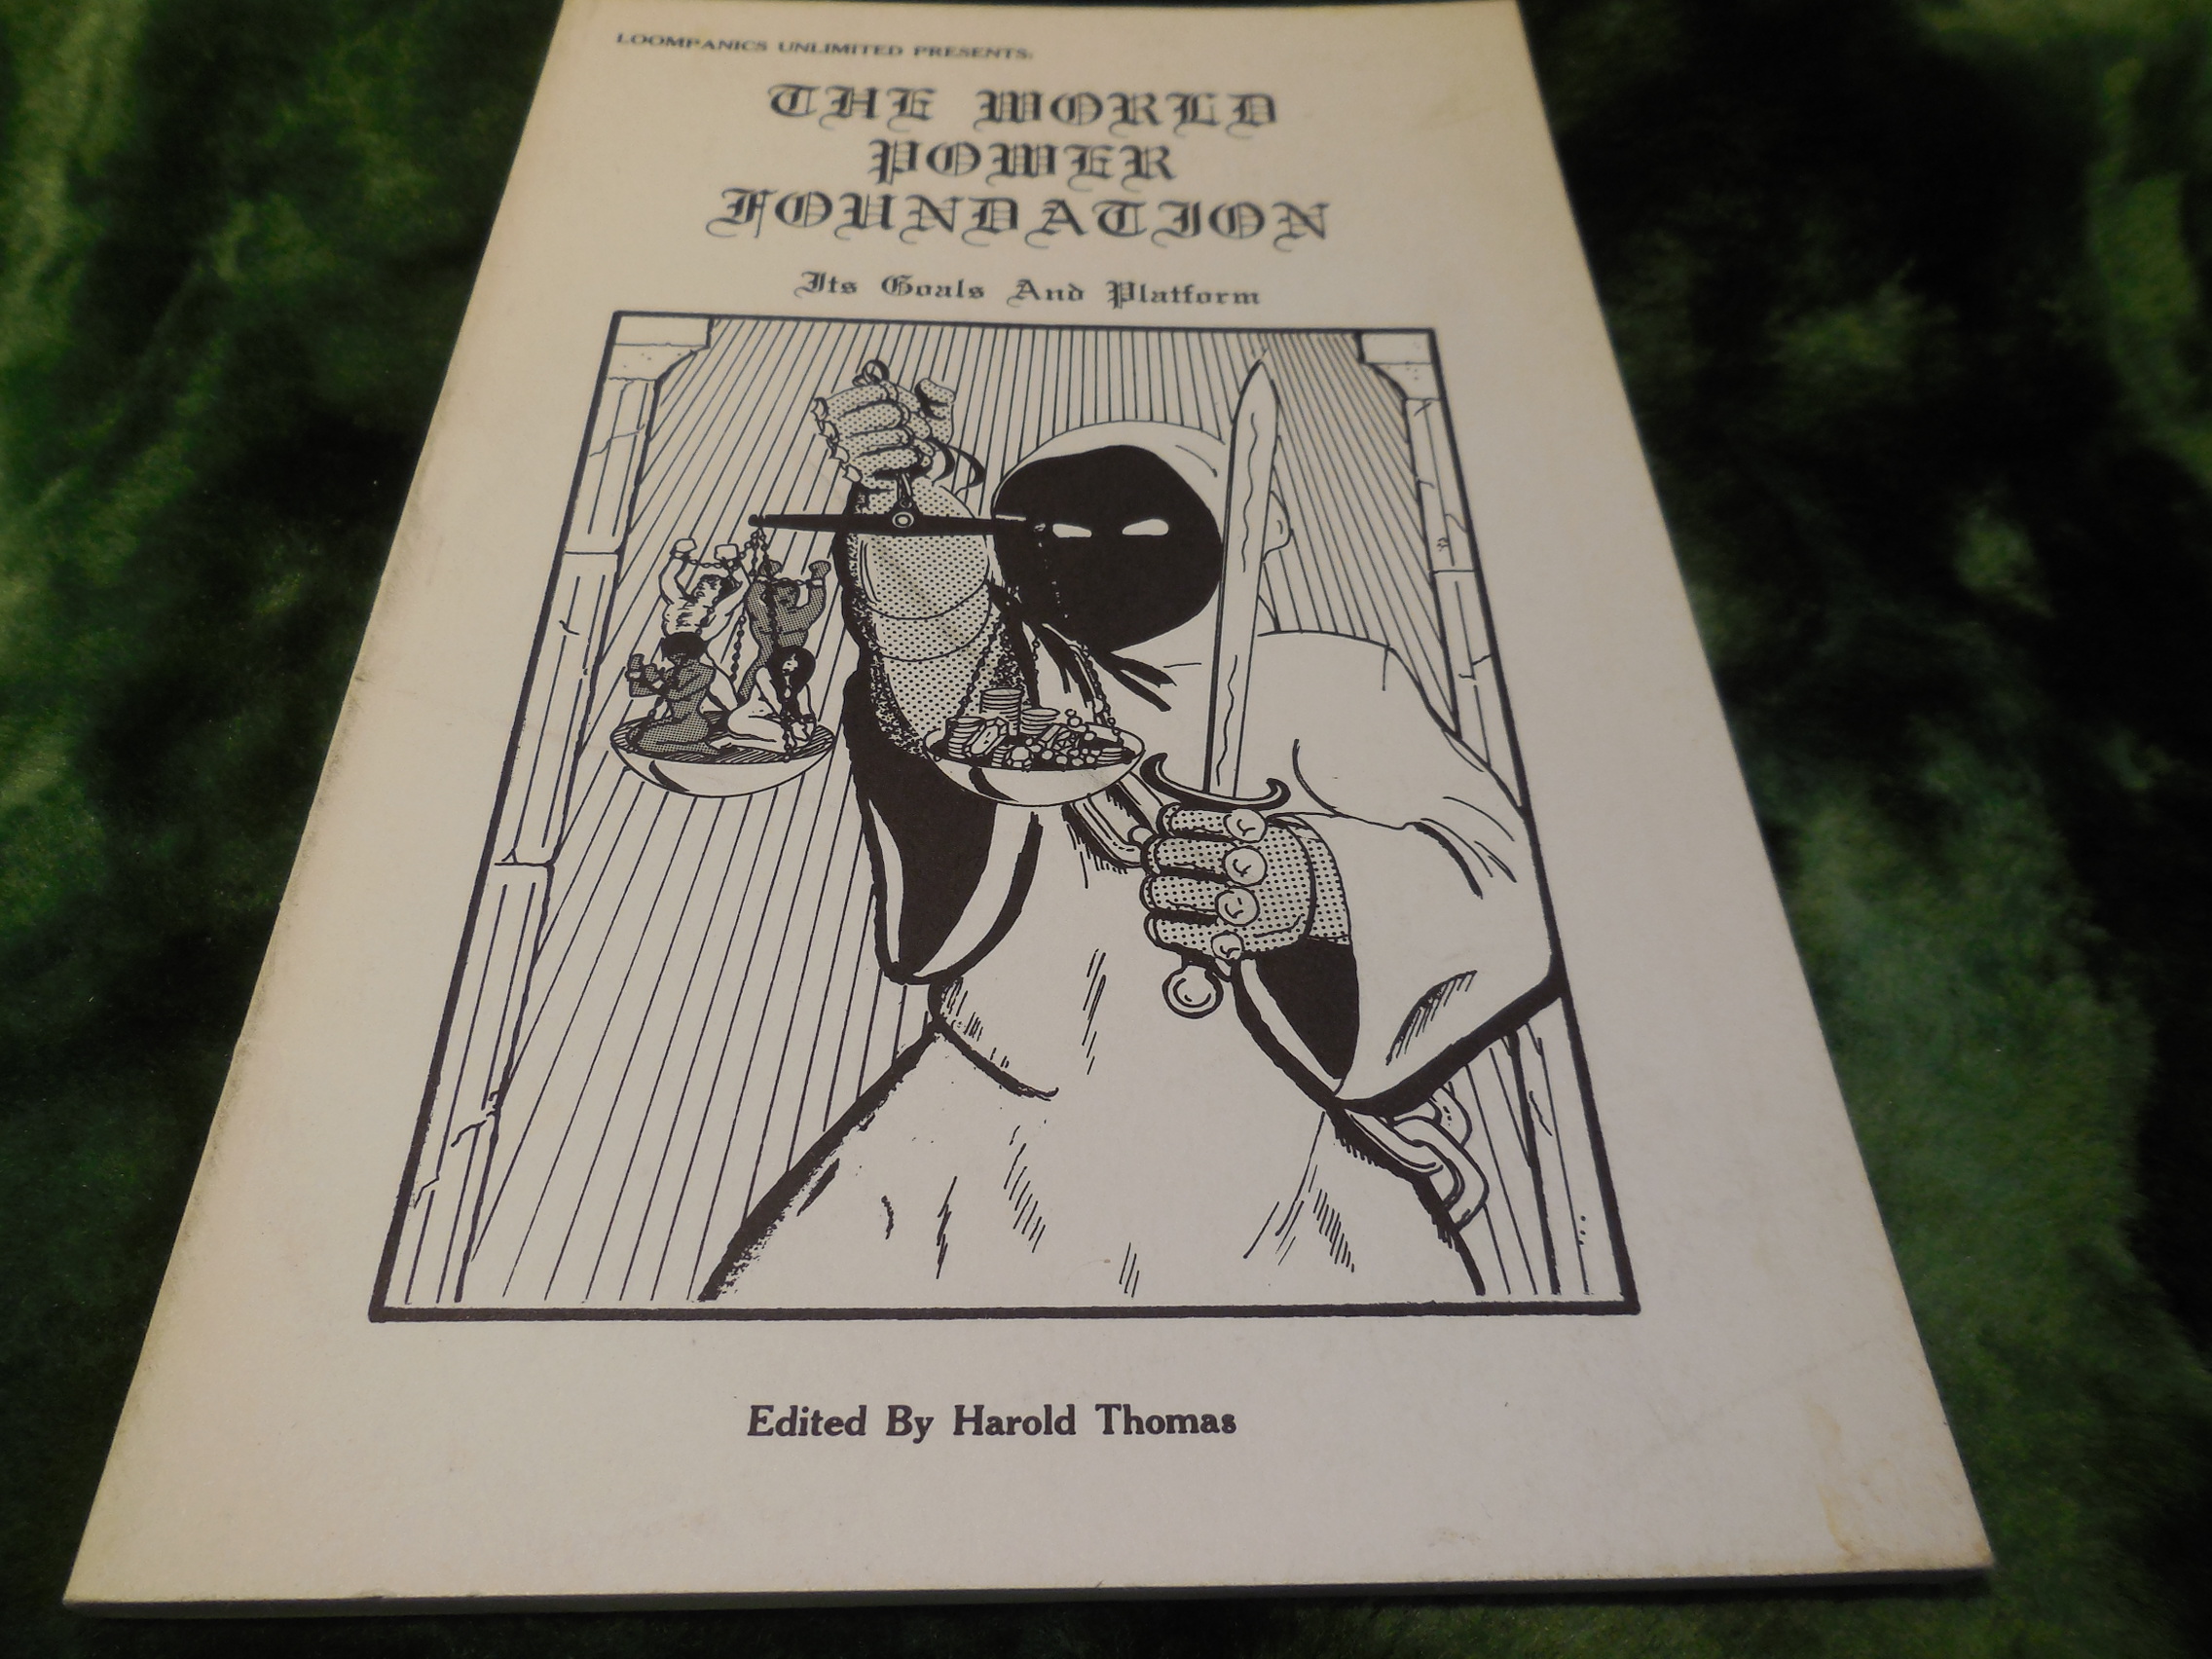 LOOMPANICS UNLIMITED PRESENTS:
THE WORLD
POWER
FOUNDATION
Its Goals And Platform
Edited By Harold Thomas